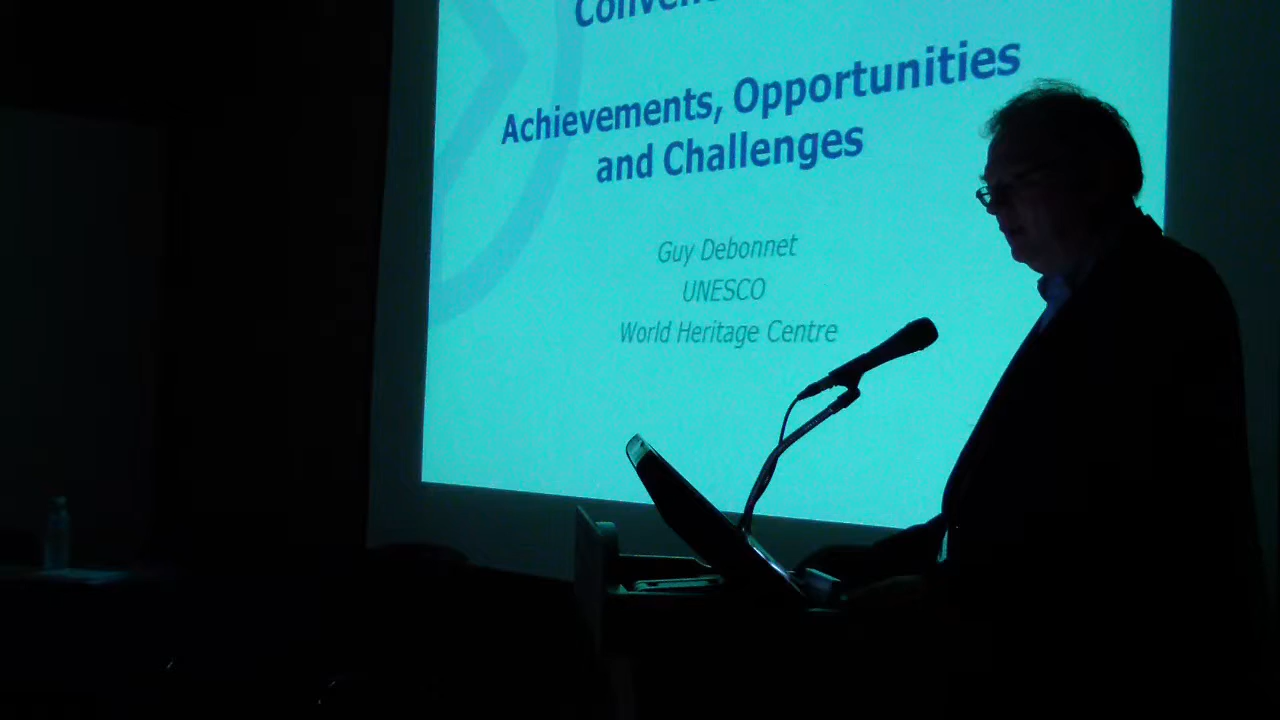 Achievements, Opportunities
and Challenges
Guy Debonnet
UNESCO
World Heritage Centre